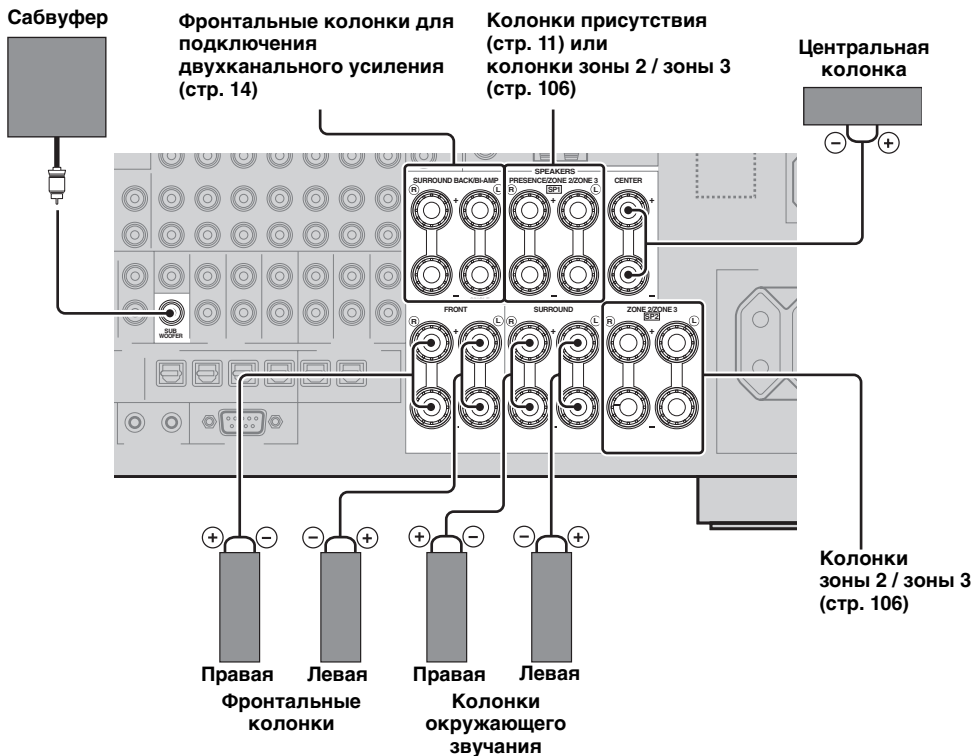 Сабвуфер
Фронтальные колонки для
подключения
двухканального усиления
(стр. 14)
Колонки присутствия
(стр. 11) или
колонки зоны 2 / зоны 3
(стр. 106)
Центральная
колонка
− +
SPEAKERS
SURROUND BACK/BI-AMP
PRESENCE/ZONE 2/ZONE 3
CENTER
R L
R SP1 L
+ + +
− − −
SUB
WOOFER
FRONT
SURROUND
ZONE 2/ZONE 3
SP2
R L R L R L
+ + +
− − −
+ − − + + − − +
Колонки
зоны 2 / зоны 3
(стр. 106)
Правая Левая Правая Левая
Фронтальные
колонки
Колонки
окружающего
звучания